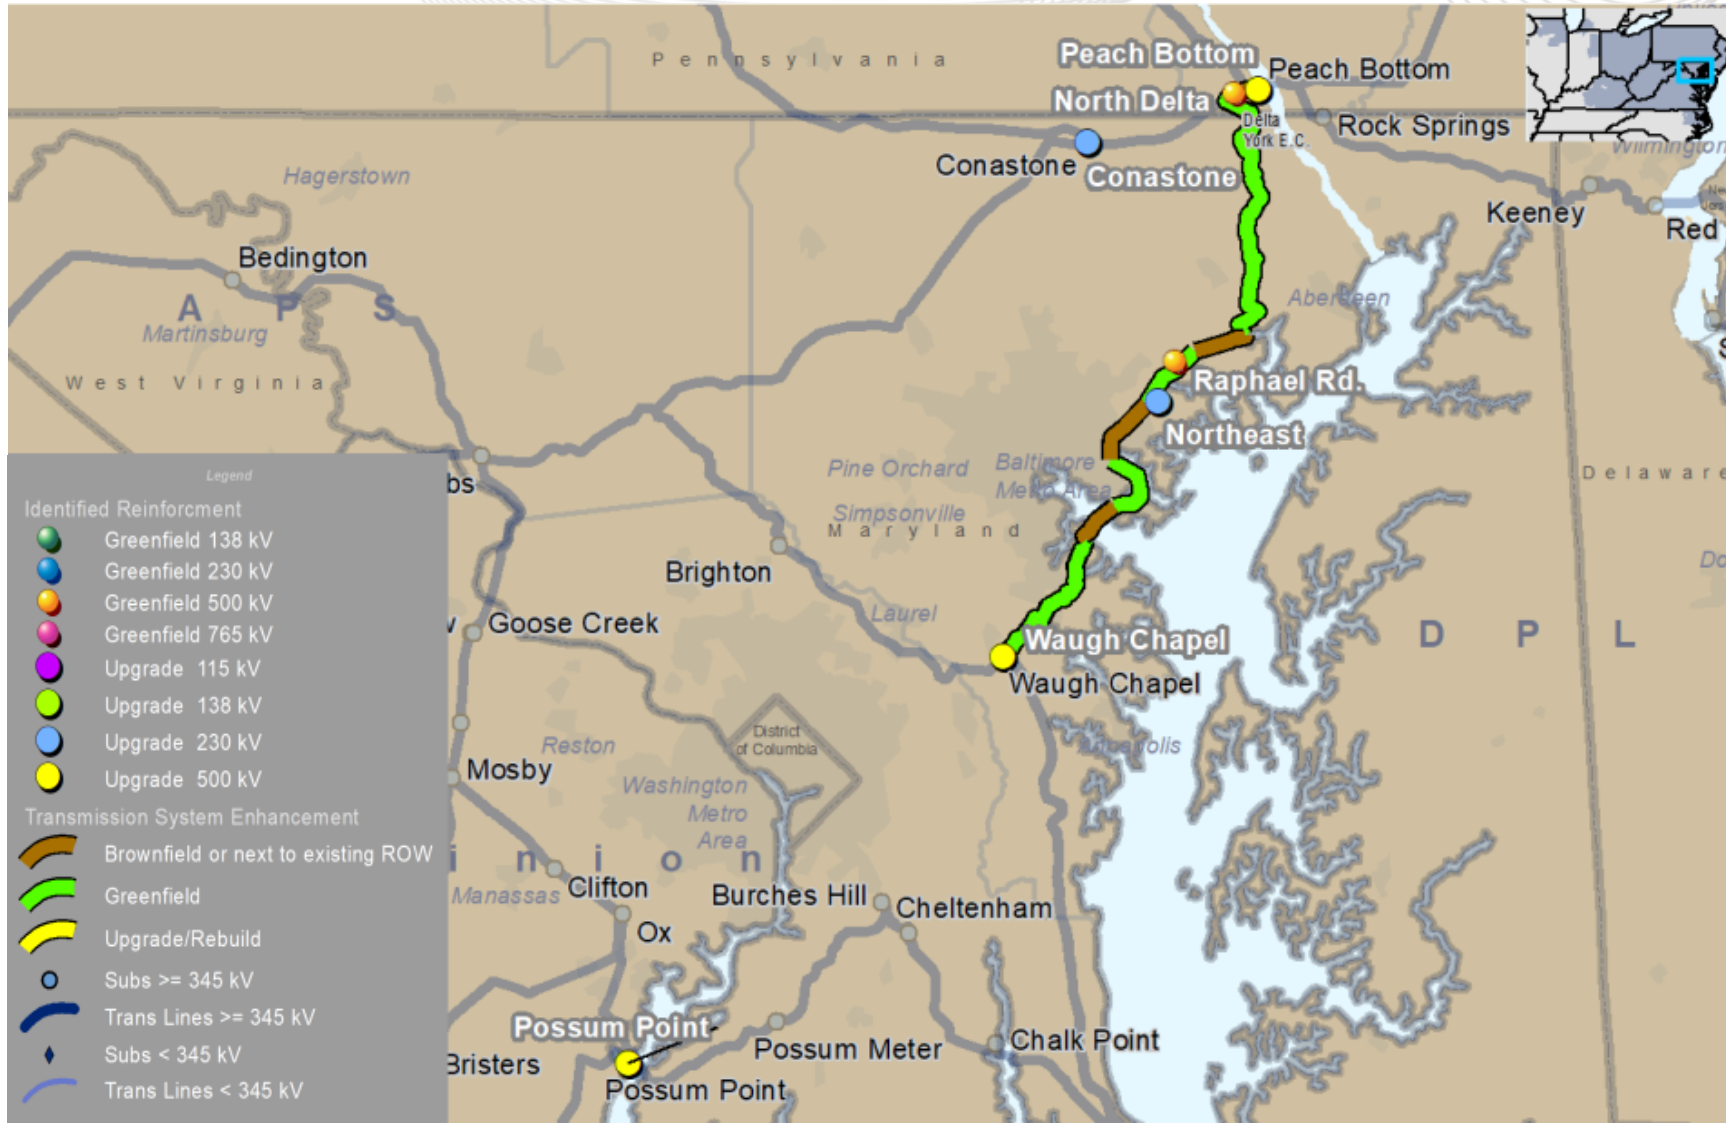 Pennsylvania
Peach Bottom
Peach Bottom
North Delta
Delta
York E.C.
Rock Springs
Wilmington
Conastone
Conastone
Hagerstown
Keeney
Red
Bedington
A P S
Martinsburg
Aberdeen
West Virginia
Raphael Rd.
Northeast
Pine Orchard
Baltimore
Metro Area
Simpsonville
Maryland
Delaware
bs
Brighton
Laurel
Goose Creek
Waugh Chapel
Waugh Chapel
D P L
District
of Columbia
Reston
Annapolis
Mosby
Washington
Metro
Area
i n i o n
Manassas
Clifton
Burches Hill
Cheltenham
Ox
Possum Point
Possum Meter
Chalk Point
Bristers
Possum Point
Legend
Identified Reinforcment
Greenfield 138 kV
Greenfield 230 kV
Greenfield 500 kV
Greenfield 765 kV
Upgrade 115 kV
Upgrade 138 kV
Upgrade 230 kV
Upgrade 500 kV
Transmission System Enhancement
Brownfield or next to existing ROW
Greenfield
Upgrade/Rebuild
Subs >= 345 kV
Trans Lines >= 345 kV
Subs < 345 kV
Trans Lines < 345 kV